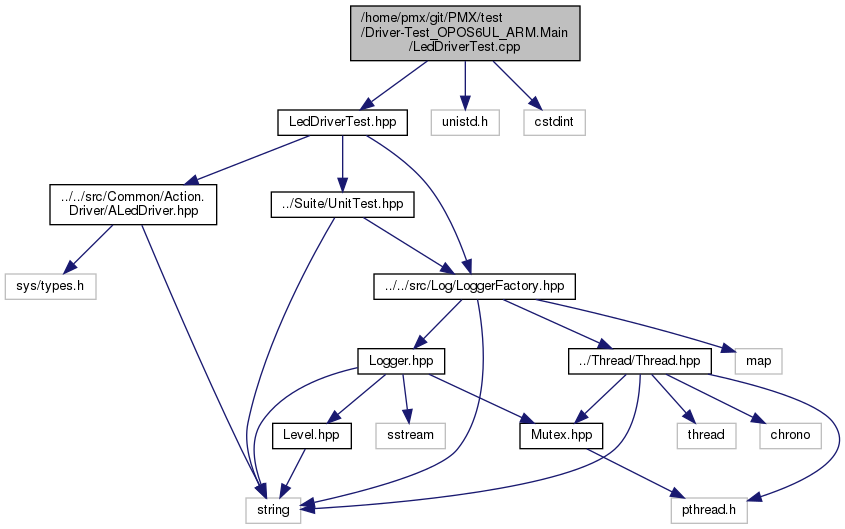 /home/pmx/git/PMX/test
/Driver-Test_OPOS6UL_ARM.Main
/LedDriverTest.cpp
LedDriverTest.hpp
unistd.h
cstdint
../../src/Common/Action.
Driver/ALedDriver.hpp
../Suite/UnitTest.hpp
sys/types.h
../../src/Log/LoggerFactory.hpp
Logger.hpp
../Thread/Thread.hpp
map
Level.hpp
sstream
Mutex.hpp
thread
chrono
string
pthread.h